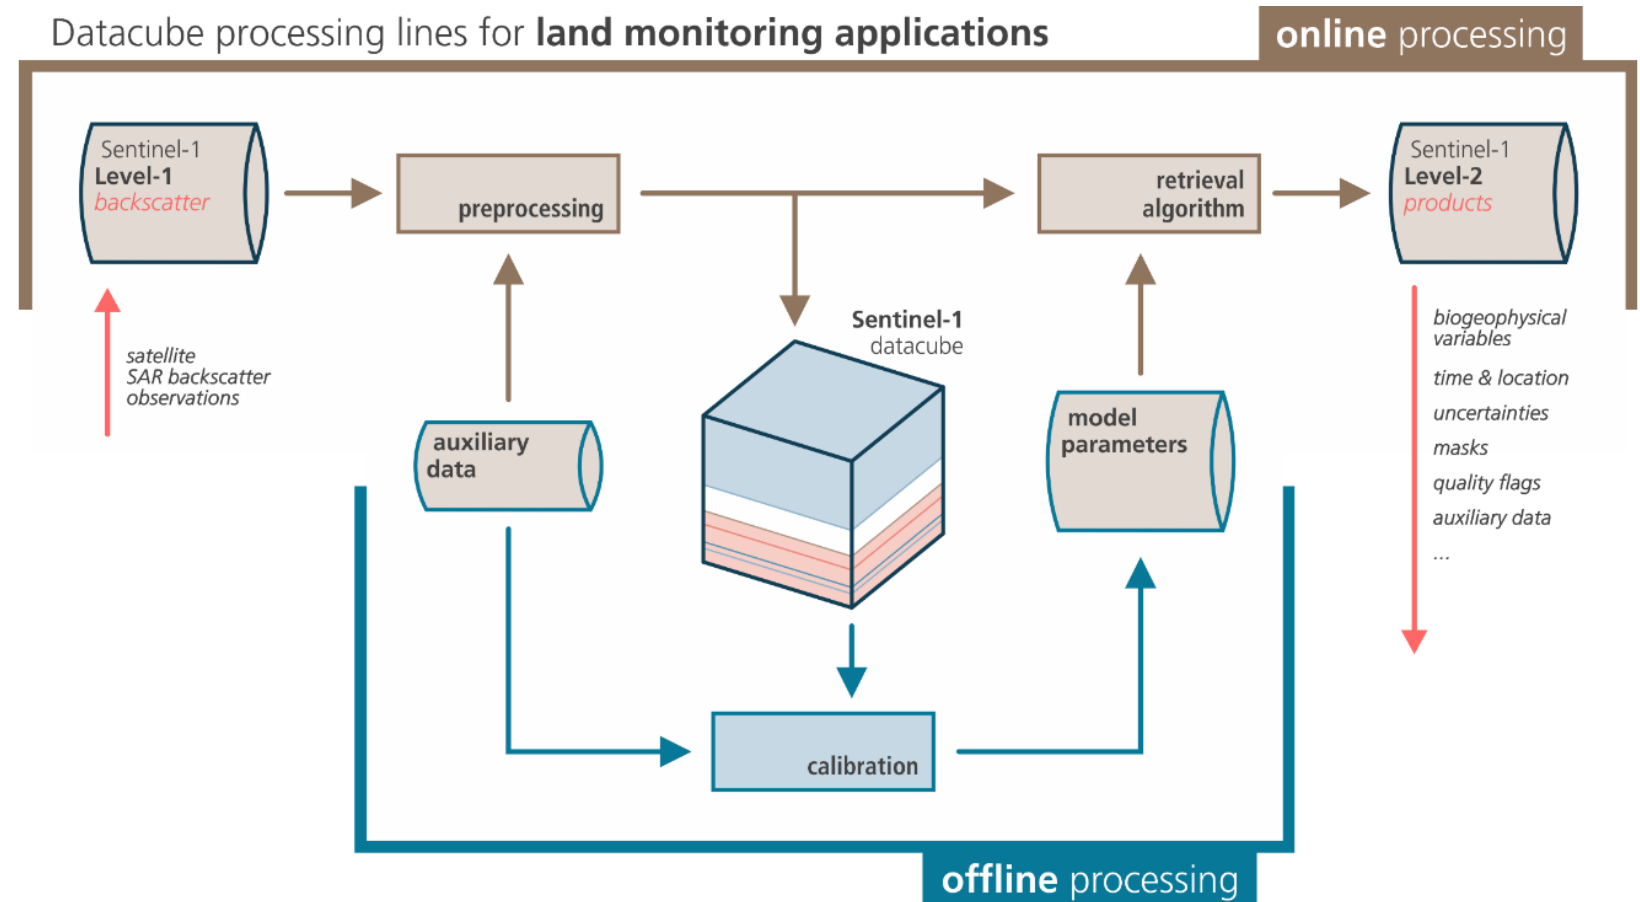 Datacube processing lines for land monitoring applications
online processing
Sentinel-1
Level-1
backscatter
preprocessing
retrieval
algorithm
Sentinel-1
Level-2
products
satellite
SAR backscatter
observations
auxiliary
data
Sentinel-1
datacube
model
parameters
biogeophysical
variables
time & location
uncertainties
masks
quality flags
auxiliary data
...
calibration
offline processing